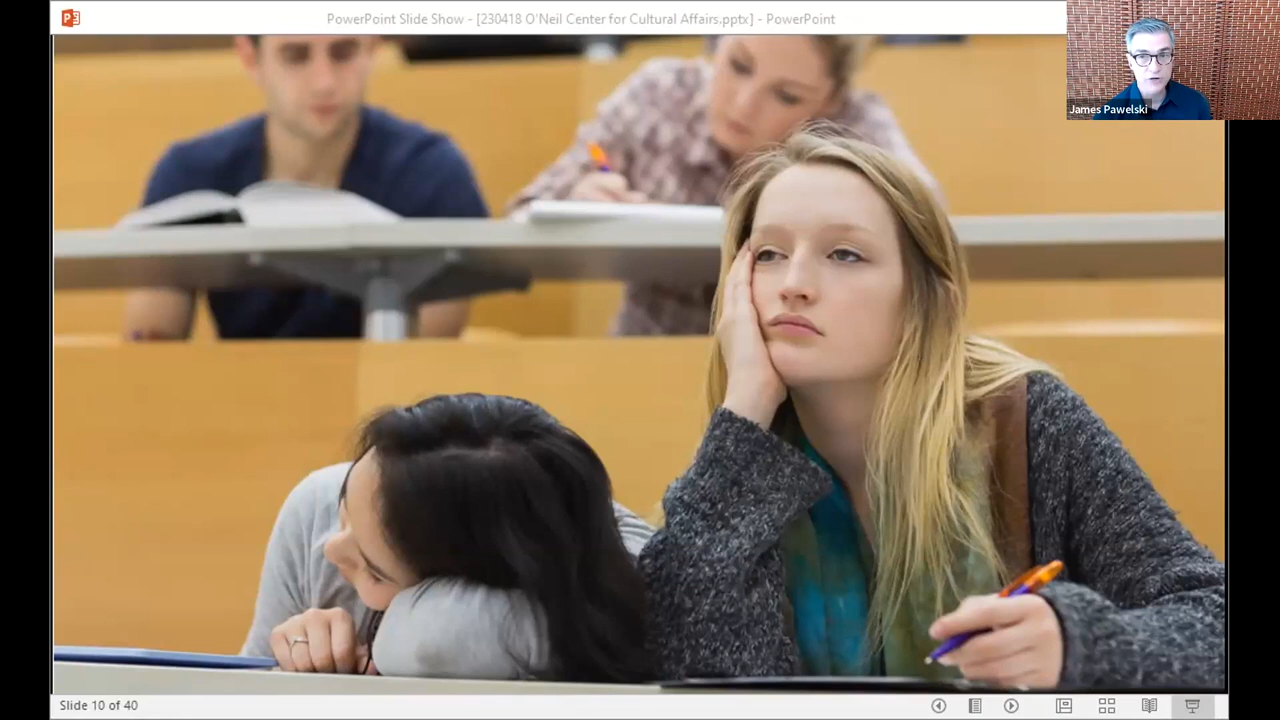 PowerPoint Slide Show - [230418 O'Neil Center for Cultural Affairs.pptx] - PowerPoint
James Pawelski
Slide 10 of 40